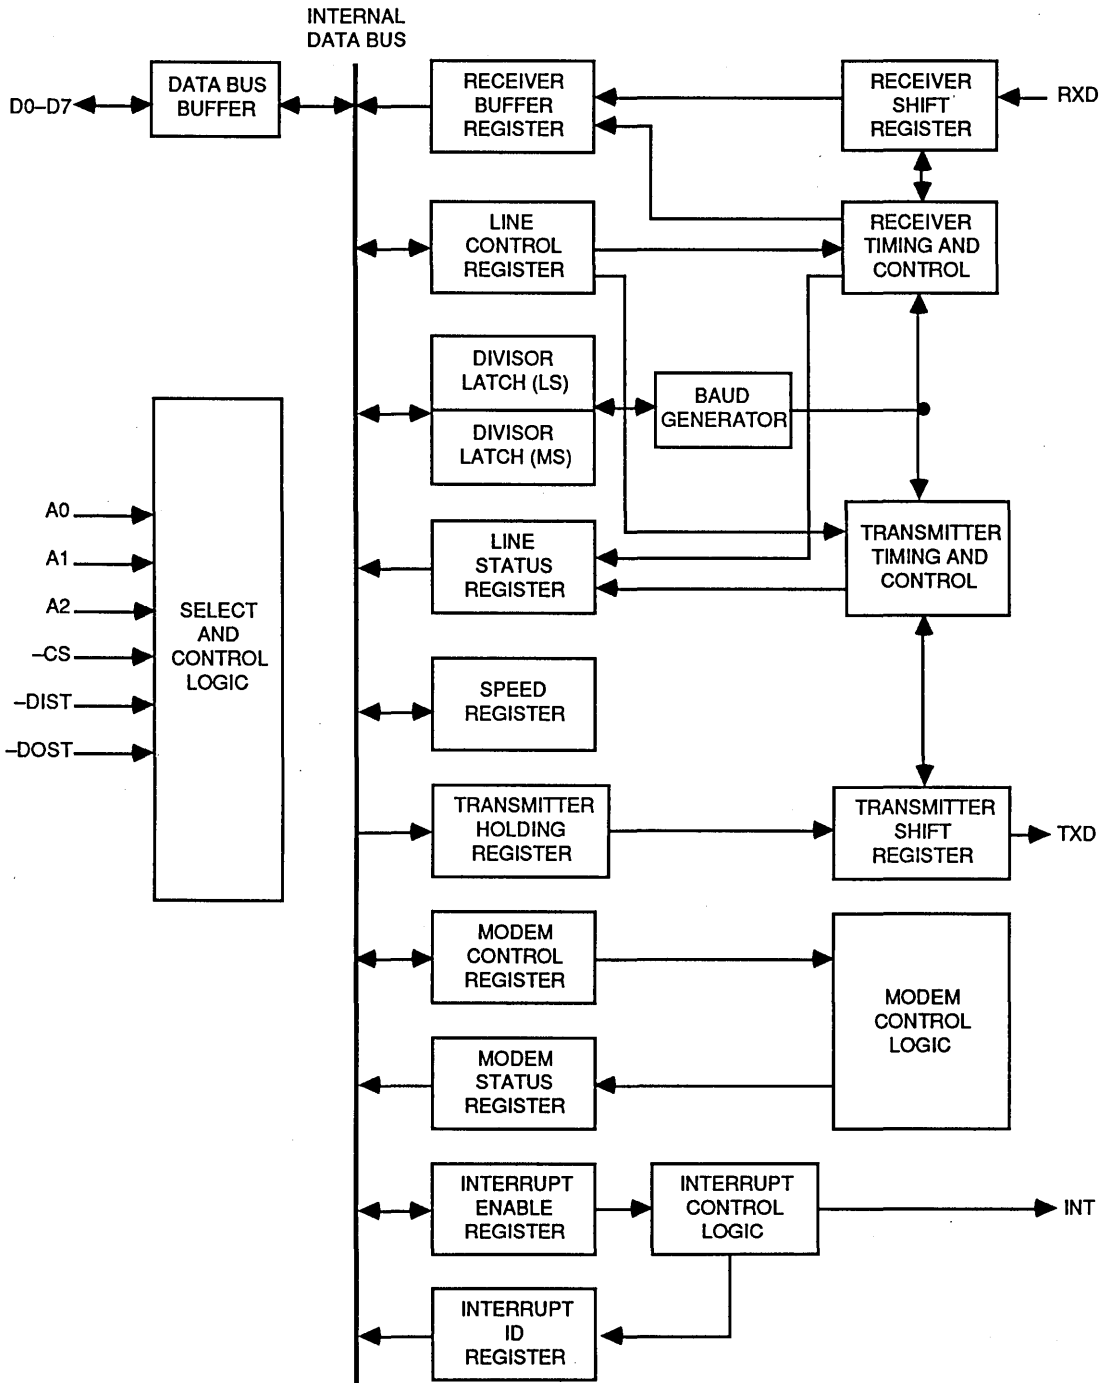 INTERNAL
DATA BUS
D0–D7
DATA BUS
BUFFER
RECEIVER
BUFFER
REGISTER
RECEIVER
SHIFT
REGISTER
RXD
LINE
CONTROL
REGISTER
RECEIVER
TIMING AND
CONTROL
DIVISOR
LATCH (LS)
DIVISOR
LATCH (MS)
BAUD
GENERATOR
A0
A1
A2
–CS
–DIST
–DOST
SELECT
AND
CONTROL
LOGIC
LINE
STATUS
REGISTER
TRANSMITTER
TIMING AND
CONTROL
SPEED
REGISTER
TRANSMITTER
HOLDING
REGISTER
TRANSMITTER
SHIFT
REGISTER
TXD
MODEM
CONTROL
REGISTER
MODEM
CONTROL
LOGIC
MODEM
STATUS
REGISTER
INTERRUPT
ENABLE
REGISTER
INTERRUPT
CONTROL
LOGIC
INT
INTERRUPT
ID
REGISTER